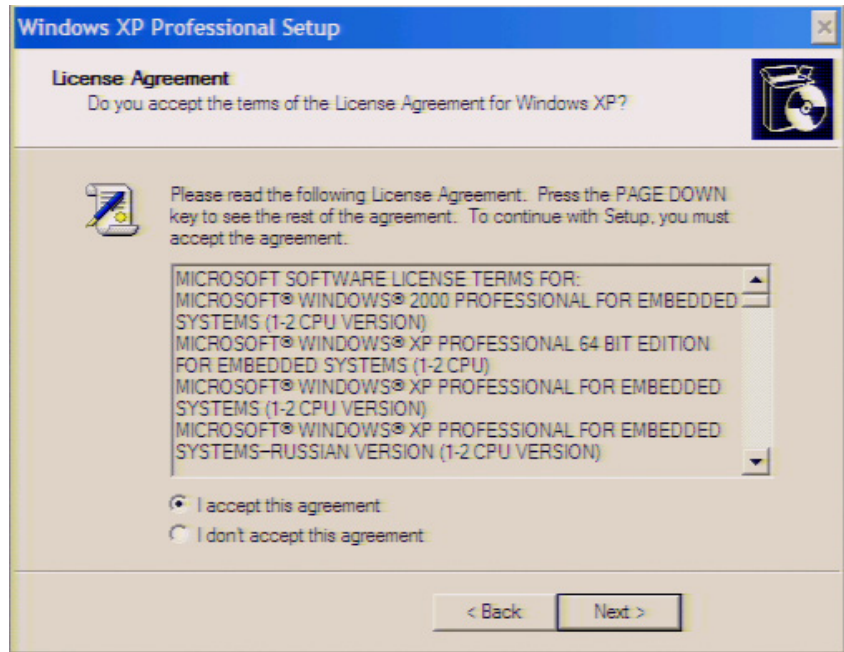 Windows XP Professional Setup
License Agreement
Do you accept the terms of the License Agreement for Windows XP?
Please read the following License Agreement.  Press the PAGE DOWN
key to see the rest of the agreement.  To continue with Setup, you must
accept the agreement.
MICROSOFT SOFTWARE LICENSE TERMS FOR:
MICROSOFT® WINDOWS® 2000 PROFESSIONAL FOR EMBEDDED
SYSTEMS (1-2 CPU VERSION)
MICROSOFT® WINDOWS® XP PROFESSIONAL 64 BIT EDITION
FOR EMBEDDED SYSTEMS (1-2 CPU)
MICROSOFT® WINDOWS® XP PROFESSIONAL FOR EMBEDDED
SYSTEMS (1-2 CPU VERSION)
MICROSOFT® WINDOWS® XP PROFESSIONAL FOR EMBEDDED
SYSTEMS–RUSSIAN VERSION (1-2 CPU VERSION)
I accept this agreement
I don't accept this agreement
< Back Next >